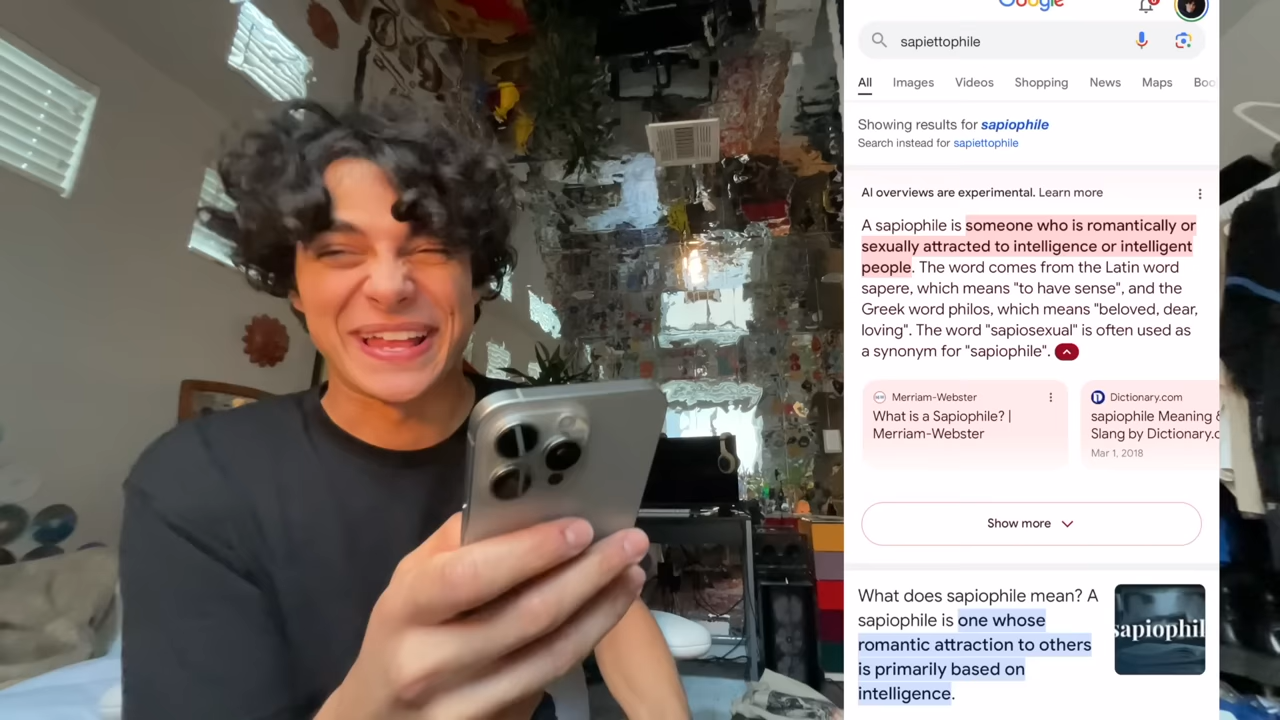 Google
sapiettophile
All Images Videos Shopping News Maps Boo
Showing results for sapiophile
Search instead for sapiettophile
AI overviews are experimental. Learn more
A sapiophile is someone who is romantically or
sexually attracted to intelligence or intelligent
people. The word comes from the Latin word
sapere, which means "to have sense", and the
Greek word philos, which means "beloved, dear,
loving". The word "sapiosexual" is often used as
a synonym for "sapiophile".
Merriam-Webster
What is a Sapiophile? |
Merriam-Webster
Dictionary.com
sapiophile Meaning &
Slang by Dictionary.c
Mar 1, 2018
Show more
What does sapiophile mean? A
sapiophile is one whose
romantic attraction to others
is primarily based on
intelligence.
sapiophil